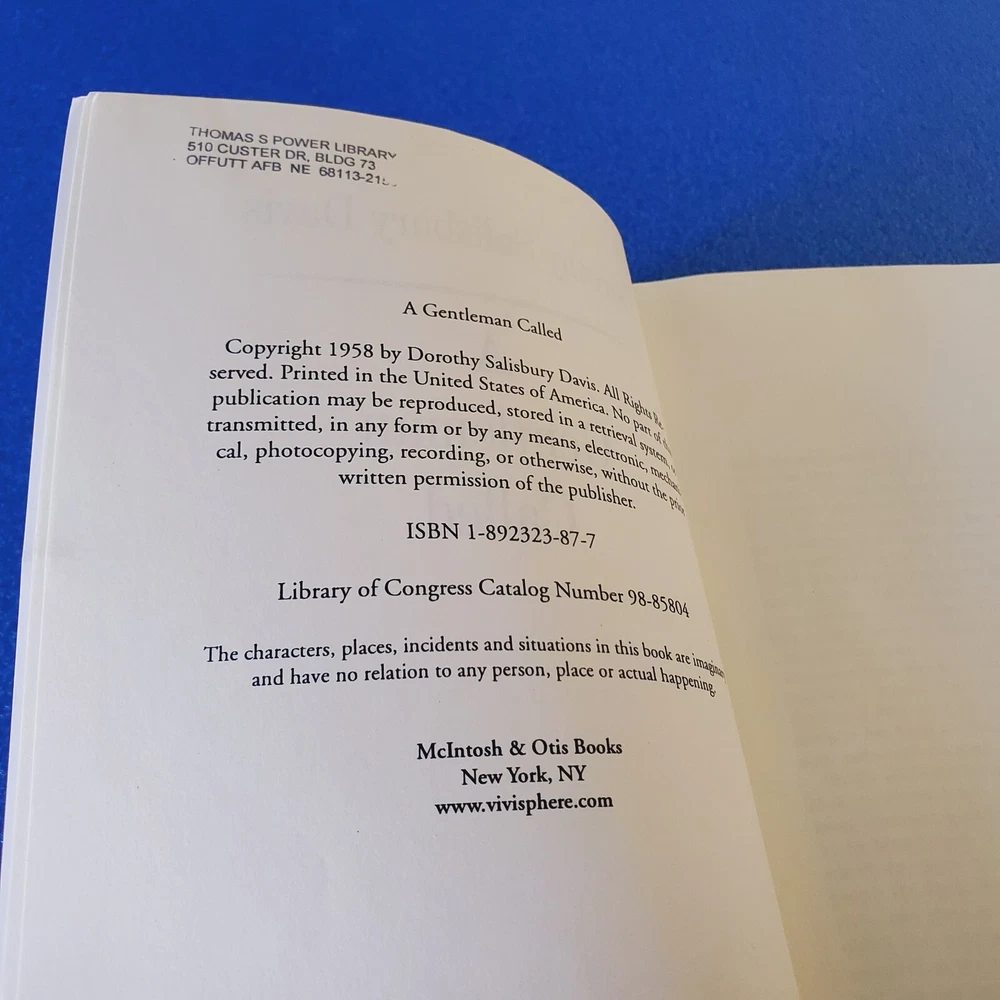 THOMAS S POWER LIBRARY
510 CUSTER DR, BLDG 73
OFFUTT AFB NE 68113-21
A Gentleman Called
Copyright 1958 by Dorothy Salisbury Davis. All Rights Re-
served. Printed in the United States of America. No part of
publication may be reproduced, stored in a retrieval system,
transmitted, in any form or by any means, electronic,
cal, photocopying, recording, or otherwise, without the prior
written permission of the publisher.
ISBN 1-892323-87-7
Library of Congress Catalog Number 98-85804
The characters, places, incidents and situations in this book are imaginary
and have no relation to any person, place or actual happening.
McIntosh & Otis Books
New York, NY
www.vivisphere.com